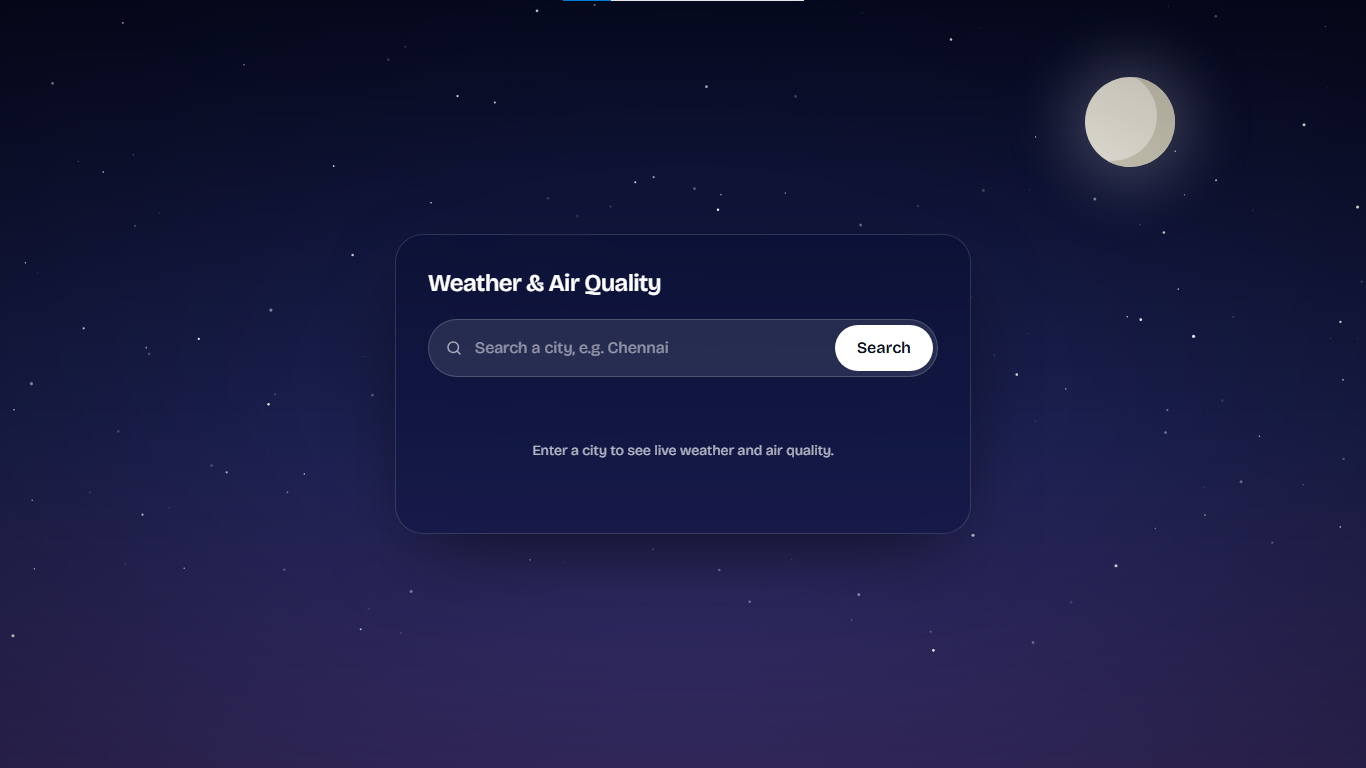 Weather & Air Quality
Search a city, e.g. Chennai
Search
Enter a city to see live weather and air quality.